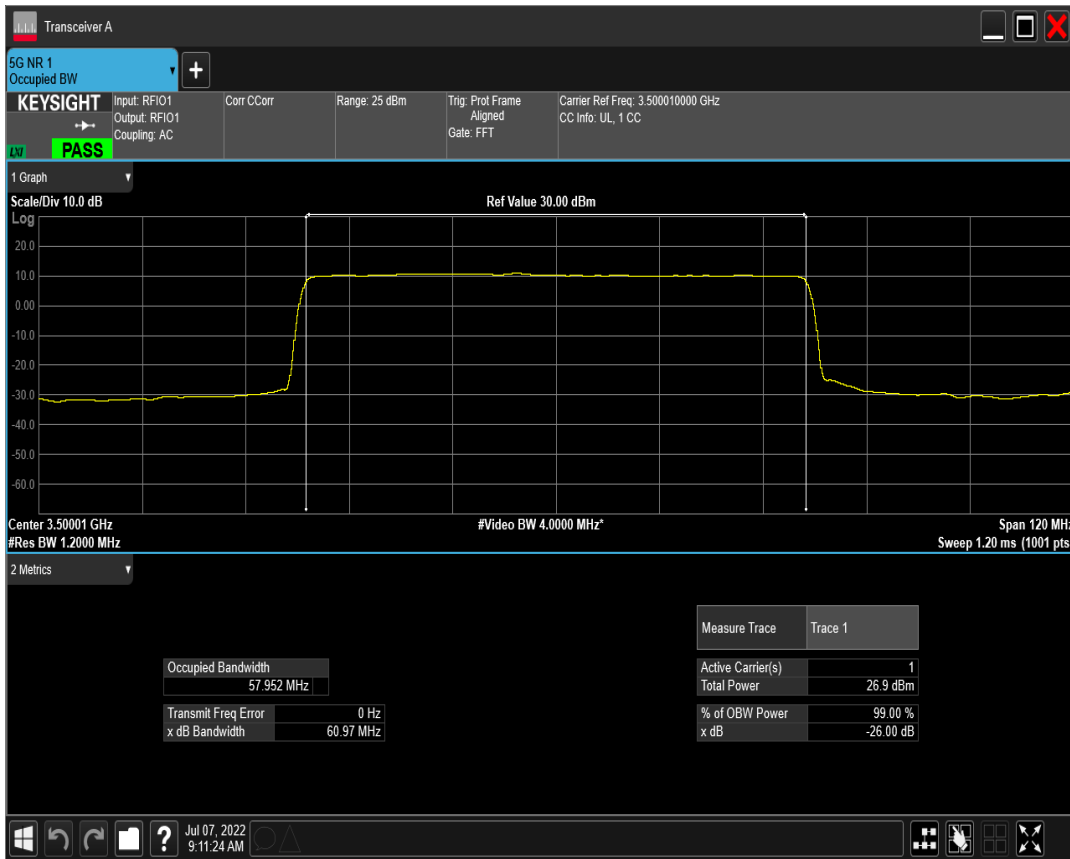 Transceiver A
5G NR 1
Occupied BW
KEYSIGHT
LXI
PASS
Input: RFIO1
Output: RFIO1
Coupling: AC
Corr CCorr
Range: 25 dBm
Trig: Prot Frame
Aligned
Gate: FFT
Carrier Ref Freq: 3.500010000 GHz
CC Info: UL, 1 CC
1 Graph
Scale/Div 10.0 dB
Ref Value 30.00 dBm
Log
20.0
10.0
0.00
-10.0
-20.0
-30.0
-40.0
-50.0
-60.0
Center 3.50001 GHz
#Video BW 4.0000 MHz*
Span 120 MHz
#Res BW 1.2000 MHz
Sweep 1.20 ms (1001 pts
2 Metrics
Measure Trace Trace 1
Occupied Bandwidth
57.952 MHz
Active Carrier(s) 1
Total Power 26.9 dBm
Transmit Freq Error 0 Hz
x dB Bandwidth 60.97 MHz
% of OBW Power 99.00 %
x dB -26.00 dB
?
Jul 07, 2022
9:11:24 AM